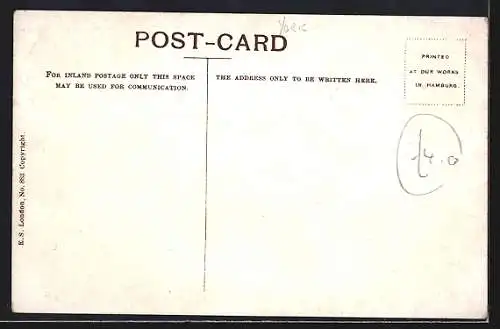 POST-CARD
FOR INLAND POSTAGE ONLY THIS SPACE
MAY BE USED FOR COMMUNICATION.
THE ADDRESS ONLY TO BE WRITTEN HERE.
PRINTED
AT OUR WORKS
IN HAMBURG.
E.S. London, No. 882 Copyright.